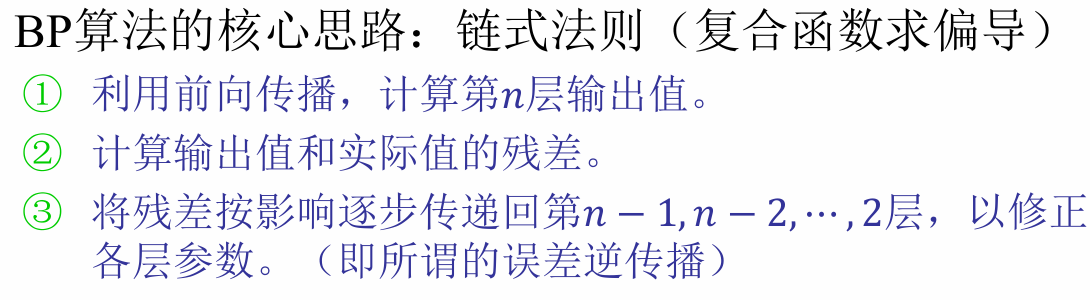 BP算法的核心思路：链式法则（复合函数求偏导）
① 利用前向传播，计算第n层输出值。
② 计算输出值和实际值的残差。
③ 将残差按影响逐步传递回第n − 1, n − 2, ⋯ , 2层，以修正
各层参数。（即所谓的误差逆传播）